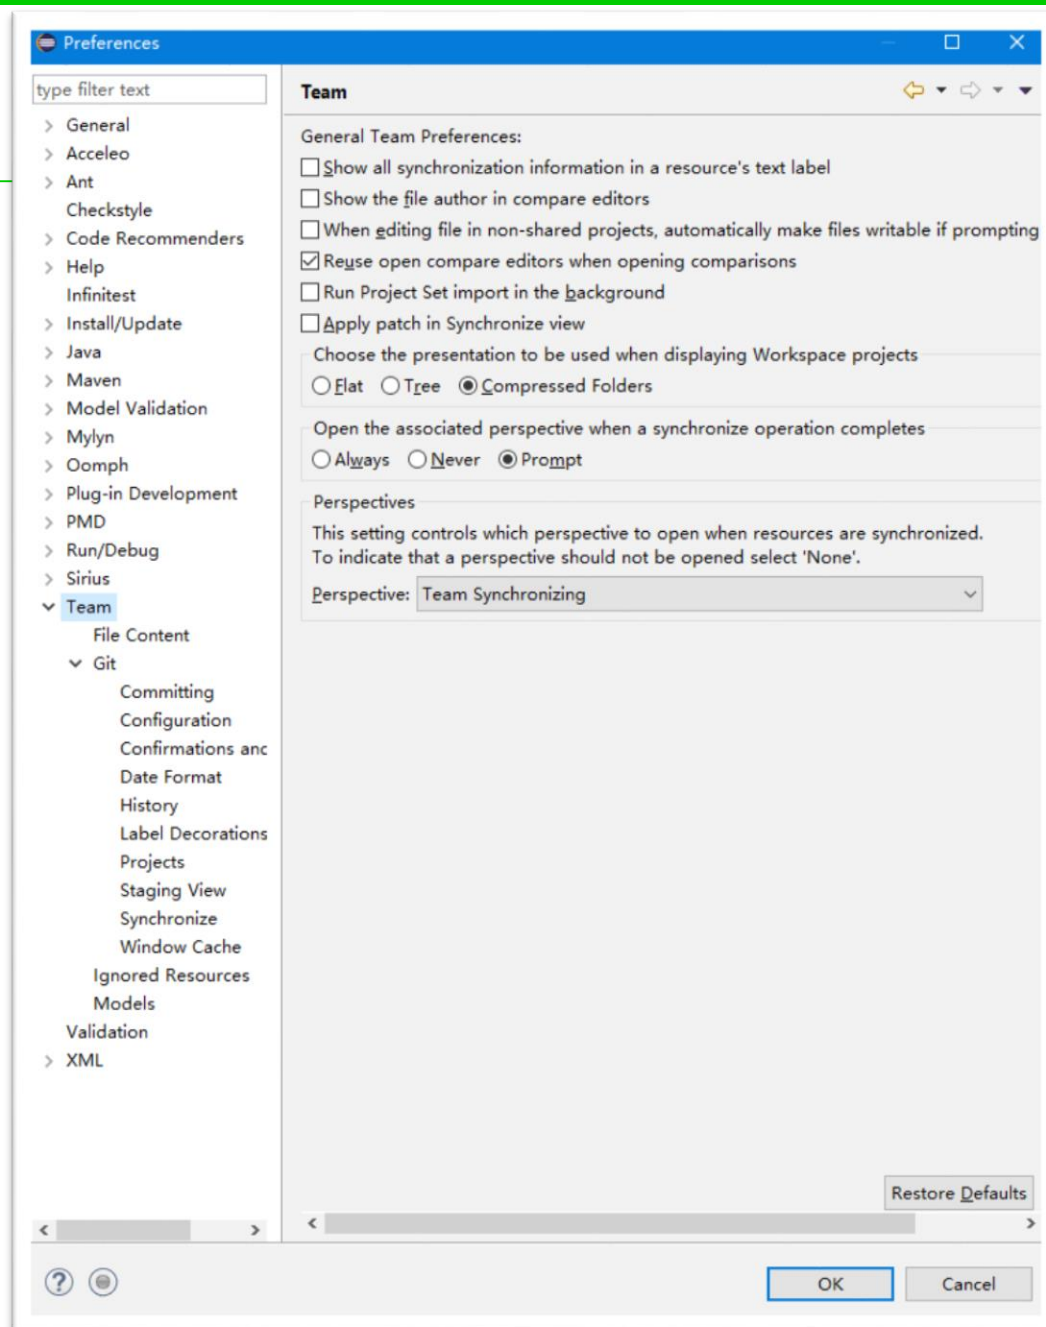 Preferences
type filter text
General
Acceleo
Ant
Checkstyle
Code Recommenders
Help
Infinitest
Install/Update
Java
Maven
Model Validation
Mylyn
Oomph
Plug-in Development
PMD
Run/Debug
Sirius
Team
File Content
Git
Committing
Configuration
Confirmations and
Date Format
History
Label Decorations
Projects
Staging View
Synchronize
Window Cache
Ignored Resources
Models
Validation
XML
Team
General Team Preferences:
Show all synchronization information in a resource's text label
Show the file author in compare editors
When editing file in non-shared projects, automatically make files writable if prompting
Reuse open compare editors when opening comparisons
Run Project Set import in the background
Apply patch in Synchronize view
Choose the presentation to be used when displaying Workspace projects
Flat Tree Compressed Folders
Open the associated perspective when a synchronize operation completes
Always Never Prompt
Perspectives
This setting controls which perspective to open when resources are synchronized.
To indicate that a perspective should not be opened select 'None'.
Perspective: Team Synchronizing
Restore Defaults
OK Cancel